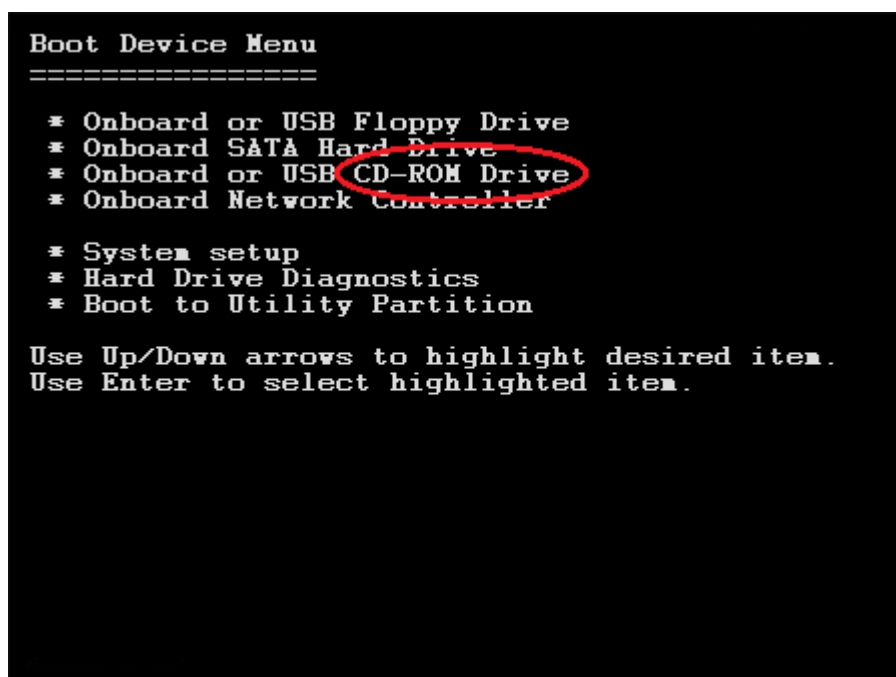 Boot Device Menu
================
* Onboard or USB Floppy Drive
* Onboard SATA Hard Drive
* Onboard or USB CD-ROM Drive
* Onboard Network Controller
* System setup
* Hard Drive Diagnostics
* Boot to Utility Partition
Use Up/Down arrows to highlight desired item.
Use Enter to select highlighted item.